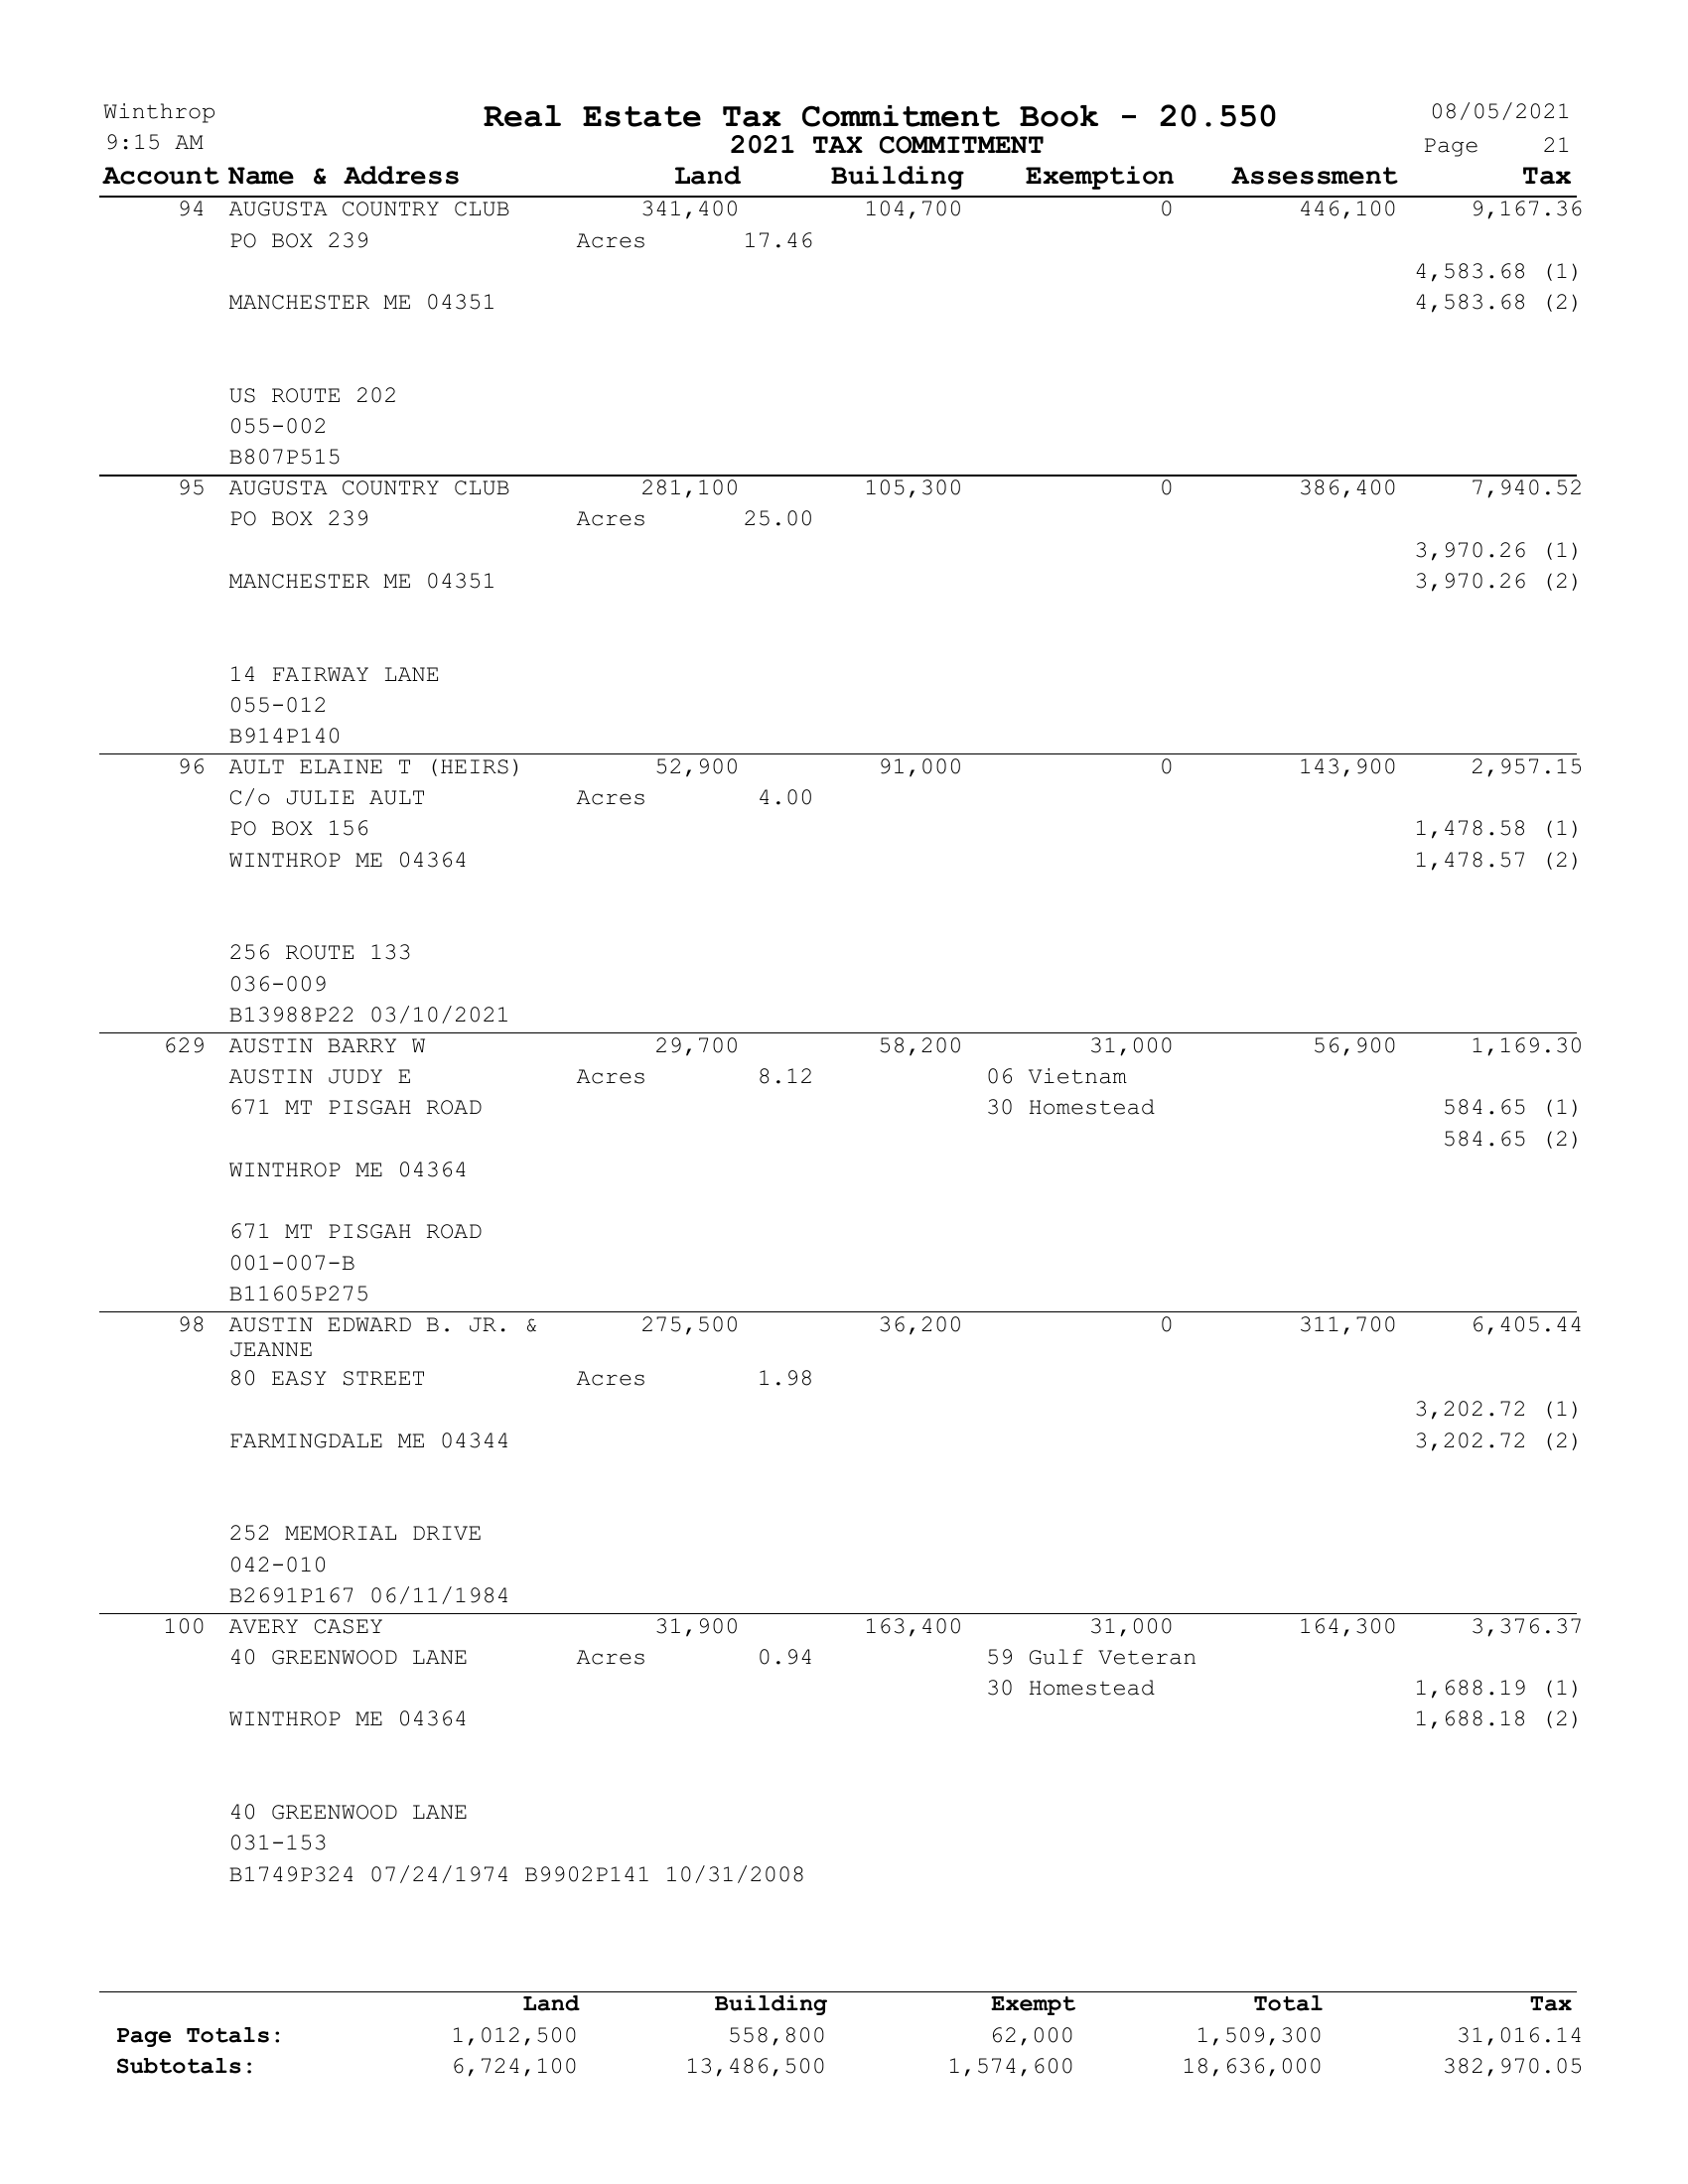 Winthrop Real Estate Tax Commitment Book - 20.550 08/05/2021
9:15 AM 2021 TAX COMMITMENT Page 21
Account Name & Address Land Building Exemption Assessment Tax
94 AUGUSTA COUNTRY CLUB 341,400 104,700 0 446,100 9,167.36
PO BOX 239 Acres 17.46
4,583.68 (1)
MANCHESTER ME 04351 4,583.68 (2)
US ROUTE 202
055-002
B807P515
95 AUGUSTA COUNTRY CLUB 281,100 105,300 0 386,400 7,940.52
PO BOX 239 Acres 25.00
3,970.26 (1)
MANCHESTER ME 04351 3,970.26 (2)
14 FAIRWAY LANE
055-012
B914P140
96 AULT ELAINE T (HEIRS) 52,900 91,000 0 143,900 2,957.15
C/o JULIE AULT Acres 4.00
PO BOX 156 1,478.58 (1)
WINTHROP ME 04364 1,478.57 (2)
256 ROUTE 133
036-009
B13988P22 03/10/2021
629 AUSTIN BARRY W 29,700 58,200 31,000 56,900 1,169.30
AUSTIN JUDY E Acres 8.12 06 Vietnam
671 MT PISGAH ROAD 30 Homestead 584.65 (1)
584.65 (2)
WINTHROP ME 04364
671 MT PISGAH ROAD
001-007-B
B11605P275
98 AUSTIN EDWARD B. JR. & 275,500 36,200 0 311,700 6,405.44
JEANNE
80 EASY STREET Acres 1.98
3,202.72 (1)
FARMINGDALE ME 04344 3,202.72 (2)
252 MEMORIAL DRIVE
042-010
B2691P167 06/11/1984
100 AVERY CASEY 31,900 163,400 31,000 164,300 3,376.37
40 GREENWOOD LANE Acres 0.94 59 Gulf Veteran
30 Homestead 1,688.19 (1)
WINTHROP ME 04364 1,688.18 (2)
40 GREENWOOD LANE
031-153
B1749P324 07/24/1974 B9902P141 10/31/2008
Land Building Exempt Total Tax
Page Totals: 1,012,500 558,800 62,000 1,509,300 31,016.14
Subtotals: 6,724,100 13,486,500 1,574,600 18,636,000 382,970.05